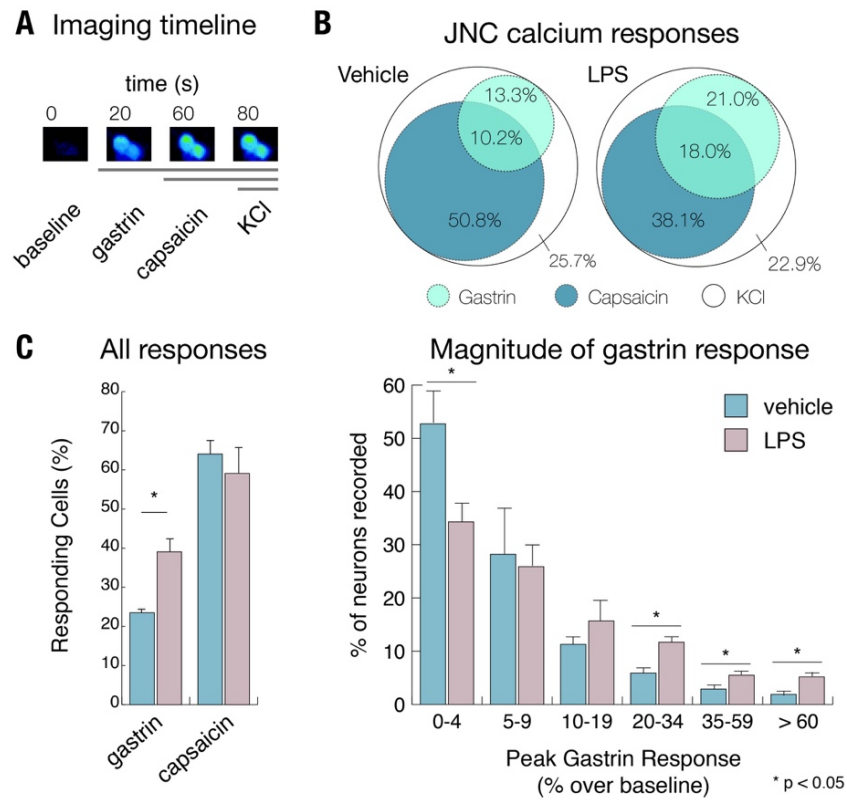 A Imaging timeline
time (s)
0 20 60 80
baseline
gastrin
capsaicin
KCl
B
JNC calcium responses
Vehicle
13.3%
10.2%
50.8%
25.7%
LPS
21.0%
18.0%
38.1%
22.9%
Gastrin Capsaicin KCl
C All responses
Responding Cells (%)
80
70
60
50
40
30
20
10
0
*
gastrin
capsaicin
Magnitude of gastrin response
% of neurons recorded
60
50
40
30
20
10
0
vehicle
LPS
*
*
*
*
0-4 5-9 10-19 20-34 35-59 > 60
Peak Gastrin Response
(% over baseline)
* p < 0.05